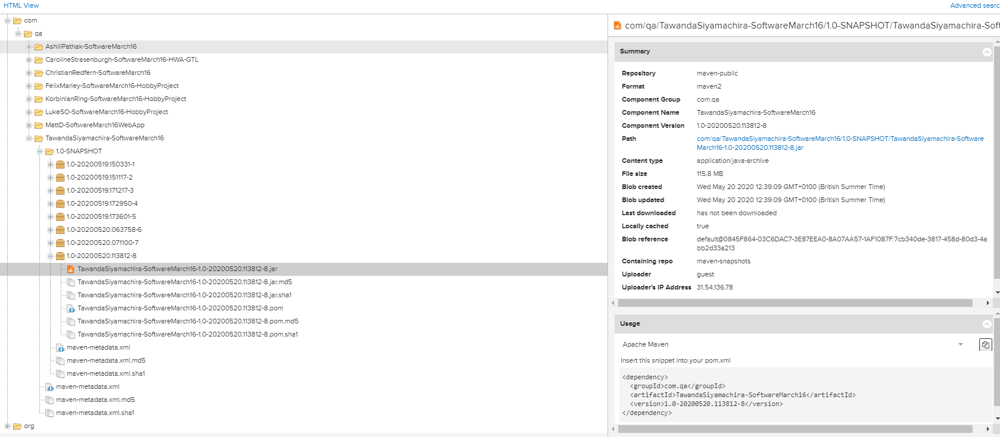 HTML View
Advanced searc
com
qa
AshillPathak-SoftwareMarch16
CarolineStrasenburgh-SoftwareMarch16-HWA-GTL
ChristianRedfern-SoftwareMarch16
FelixMarley-SoftwareMarch16-HobbyProject
KorbinianRing-SoftwareMarch16-HobbyProject
LukeSO-SoftwareMarch16-HobbyProject
MattD-SoftwareMarch16WebApp
TawandaSiyamachira-SoftwareMarch16
1.0-SNAPSHOT
1.0-20200519.150331-1
1.0-20200519.151117-2
1.0-20200519.171217-3
1.0-20200519.172950-4
1.0-20200519.173601-5
1.0-20200520.063758-6
1.0-20200520.071100-7
1.0-20200520.113812-8
TawandaSiyamachira-SoftwareMarch16-1.0-20200520.113812-8.jar
TawandaSiyamachira-SoftwareMarch16-1.0-20200520.113812-8.jar.md5
TawandaSiyamachira-SoftwareMarch16-1.0-20200520.113812-8.jar.sha1
TawandaSiyamachira-SoftwareMarch16-1.0-20200520.113812-8.pom
TawandaSiyamachira-SoftwareMarch16-1.0-20200520.113812-8.pom.md5
TawandaSiyamachira-SoftwareMarch16-1.0-20200520.113812-8.pom.sha1
maven-metadata.xml
maven-metadata.xml.md5
maven-metadata.xml.sha1
maven-metadata.xml
maven-metadata.xml.md5
maven-metadata.xml.sha1
org
com/qa/TawandaSiyamachira-SoftwareMarch16/1.0-SNAPSHOT/TawandaSiyamachira-Sof
Summary
Repository maven-public
Format maven2
Component Group com.qa
Component Name TawandaSiyamachira-SoftwareMarch16
Component Version 1.0-20200520.113812-8
Path com/qa/TawandaSiyamachira-SoftwareMarch16/1.0-SNAPSHOT/TawandaSiyamachira-Software
March16-1.0-20200520.113812-8.jar
Content type application/java-archive
File size 115.8 MB
Blob created Wed May 20 2020 12:39:09 GMT+0100 (British Summer Time)
Blob updated Wed May 20 2020 12:39:09 GMT+0100 (British Summer Time)
Last downloaded has not been downloaded
Locally cached true
Blob reference default@0845F864-03C6DAC7-3E87EEA0-8A07AA57-1AF1087F:7cb340de-3817-458d-80d3-4a
bb2d33a213
Containing repo maven-snapshots
Uploader guest
Uploader's IP Address 31.54.136.78
Usage
Apache Maven
Insert this snippet into your pom.xml
<dependency>
<groupId>com.qa</groupId>
<artifactId>TawandaSiyamachira-SoftwareMarch16</artifactId>
<version>1.0-20200520.113812-8</version>
</dependency>